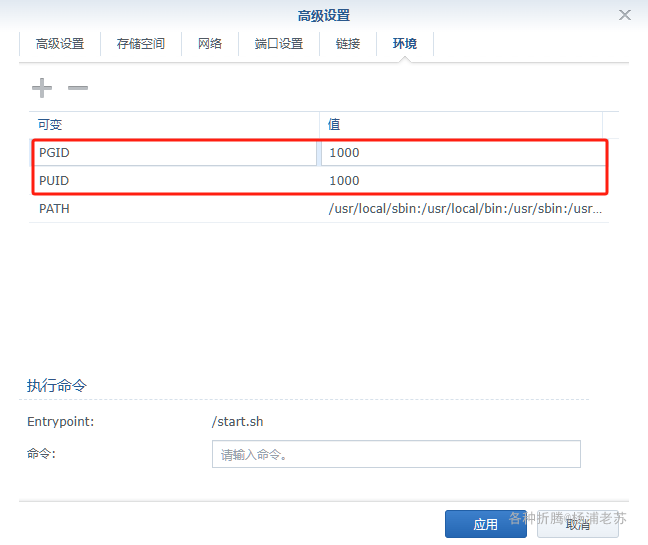 高级设置
高级设置 存储空间 网络 端口设置 链接 环境
可变 值
PGID 1000
PUID 1000
PATH /usr/local/sbin:/usr/local/bin:/usr/sbin:/usr...
执行命令
Entrypoint: /start.sh
命令: 请输入命令。
应用 取消
各种折腾@杨浦老苏